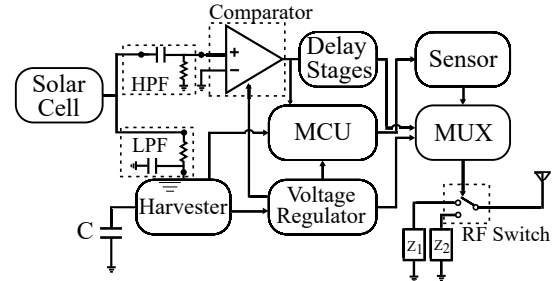 Comparator
Delay
Stages
Sensor
Solar
Cell
HPF
+
−
LPF
MCU
MUX
Harvester
Voltage
Regulator
C
Z1
Z2
RF Switch